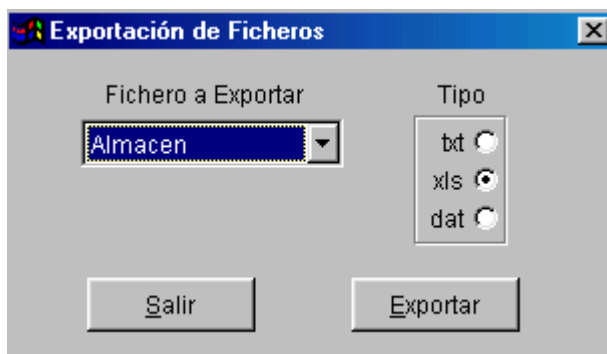 Exportación de Ficheros
Fichero a Exportar
Tipo
Almacen
txt
xls
dat
Salir
Exportar